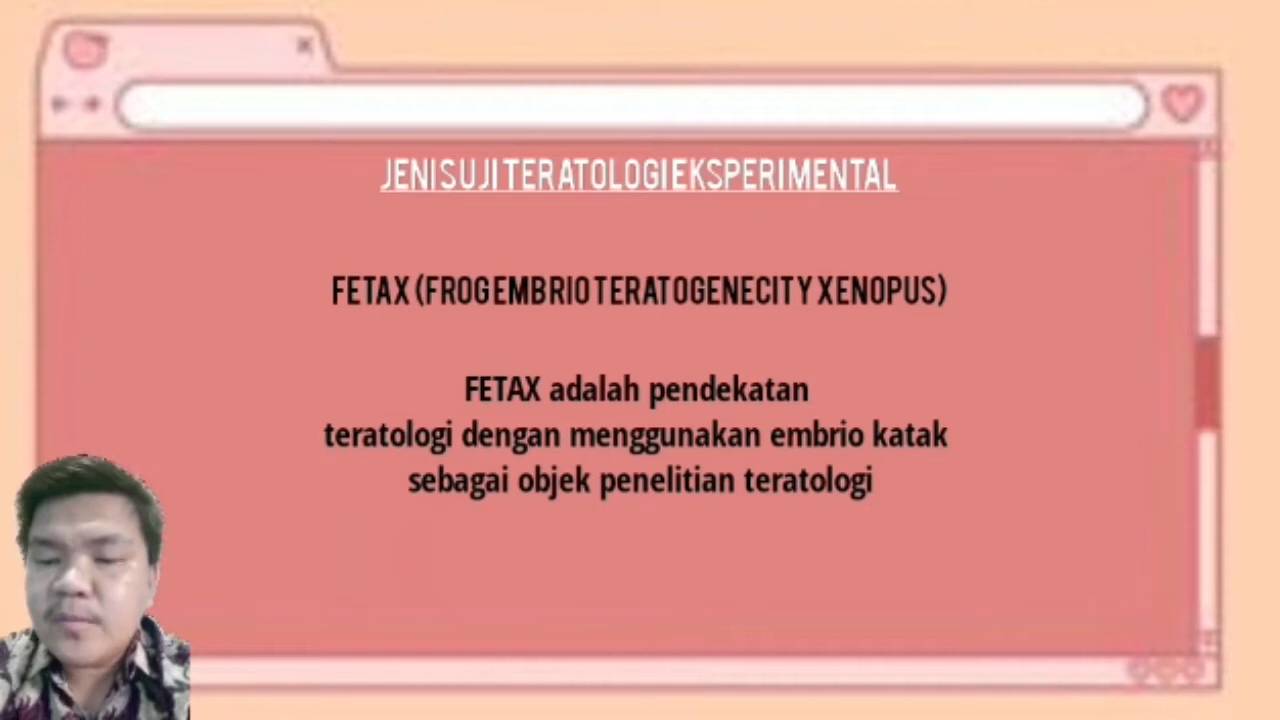 JENIS UJI TERATOLOGI EKSPERIMENTAL
FETAX (FROG EMBRIO TERATOGENECITY XENOPUS)
FETAX adalah pendekatan
teratologi dengan menggunakan embrio katak
sebagai objek penelitian teratologi